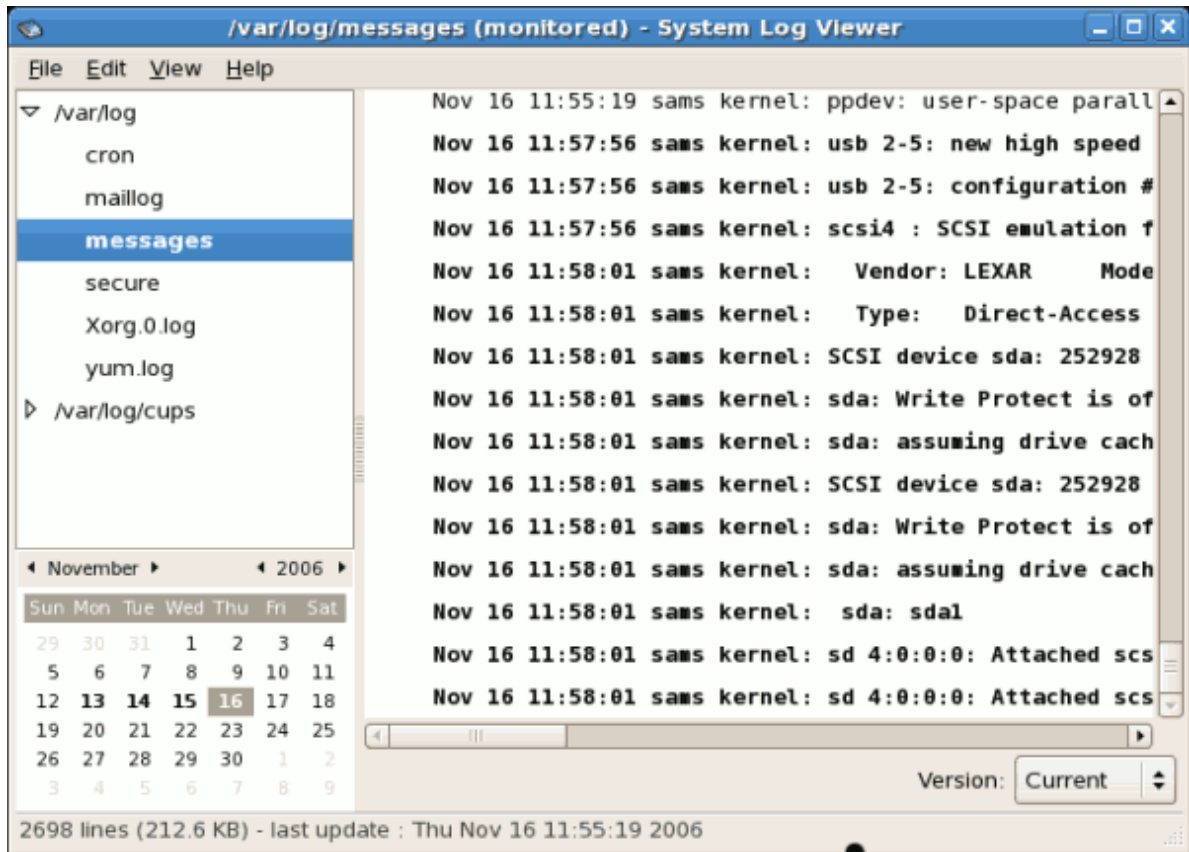 /var/log/messages (monitored) - System Log Viewer
File Edit View Help
/var/log
cron
maillog
messages
secure
Xorg.0.log
yum.log
/var/log/cups
November 2006
Sun Mon Tue Wed Thu Fri Sat
29 30 31 1 2 3 4
5 6 7 8 9 10 11
12 13 14 15 16 17 18
19 20 21 22 23 24 25
26 27 28 29 30 1 2
3 4 5 6 7 8 9
Nov 16 11:55:19 sams kernel: ppdev: user-space parall
Nov 16 11:57:56 sams kernel: usb 2-5: new high speed
Nov 16 11:57:56 sams kernel: usb 2-5: configuration #
Nov 16 11:57:56 sams kernel: scsi4 : SCSI emulation f
Nov 16 11:58:01 sams kernel: Vendor: LEXAR Mode
Nov 16 11:58:01 sams kernel: Type: Direct-Access
Nov 16 11:58:01 sams kernel: SCSI device sda: 252928
Nov 16 11:58:01 sams kernel: sda: Write Protect is of
Nov 16 11:58:01 sams kernel: sda: assuming drive cach
Nov 16 11:58:01 sams kernel: SCSI device sda: 252928
Nov 16 11:58:01 sams kernel: sda: Write Protect is of
Nov 16 11:58:01 sams kernel: sda: assuming drive cach
Nov 16 11:58:01 sams kernel: sda: sda1
Nov 16 11:58:01 sams kernel: sd 4:0:0:0: Attached scs
Nov 16 11:58:01 sams kernel: sd 4:0:0:0: Attached scs
Version: Current
2698 lines (212.6 KB) - last update : Thu Nov 16 11:55:19 2006